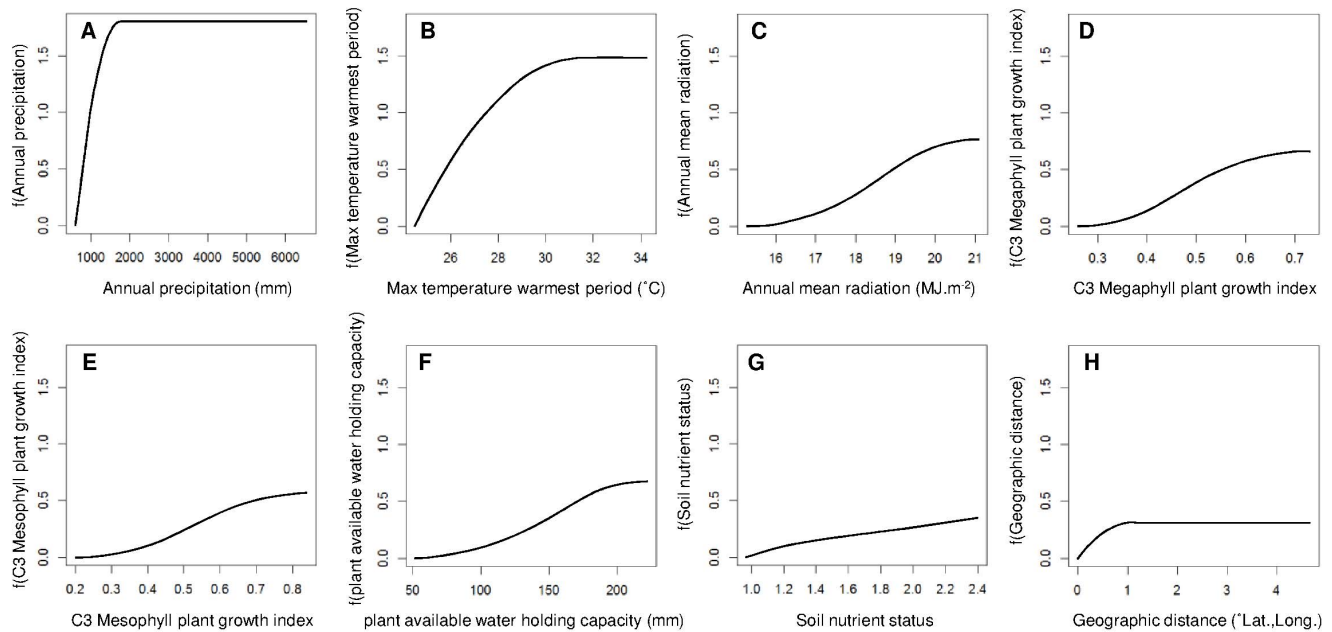 A
f(Annual precipitation)
0.0 0.5 1.0 1.5
1000 2000 3000 4000 5000 6000
Annual precipitation (mm)
B
f(Max temperature warmest period)
0.0 0.5 1.0 1.5
26 28 30 32 34
Max temperature warmest period (˚C)
C
f(Annual mean radiation)
0.0 0.5 1.0 1.5
16 17 18 19 20 21
Annual mean radiation (MJ.m-2)
D
f(C3 Megaphyll plant growth index)
0.0 0.5 1.0 1.5
0.3 0.4 0.5 0.6 0.7
C3 Megaphyll plant growth index
E
f(C3 Mesophyll plant growth index)
0.0 0.5 1.0 1.5
0.2 0.3 0.4 0.5 0.6 0.7 0.8
C3 Mesophyll plant growth index
F
f(plant available water holding capacity)
0.0 0.5 1.0 1.5
50 100 150 200
plant available water holding capacity (mm)
G
f(Soil nutrient status)
0.0 0.5 1.0 1.5
1.0 1.2 1.4 1.6 1.8 2.0 2.2 2.4
Soil nutrient status
H
f(Geographic distance)
0.0 0.5 1.0 1.5
0 1 2 3 4
Geographic distance (˚Lat.,Long.)